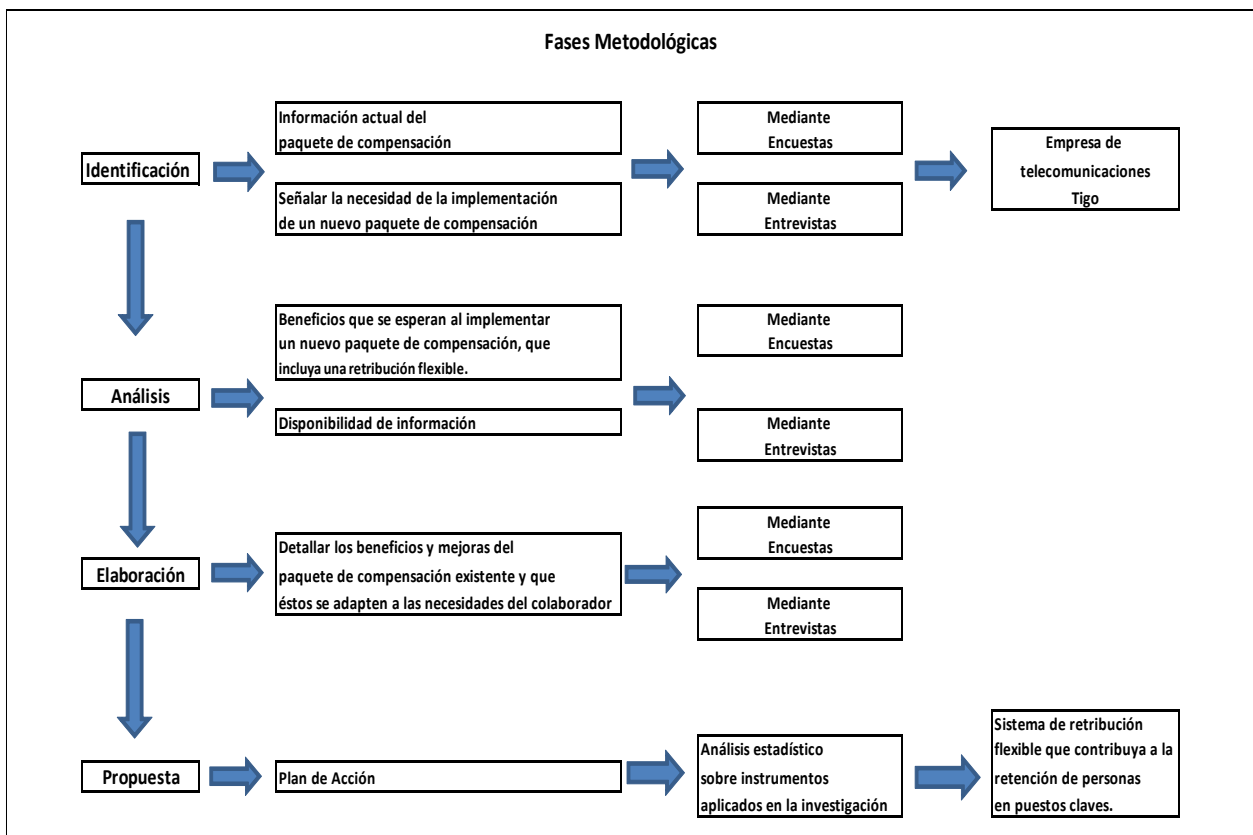 Fases Metodológicas
Identificación
Información actual del
paquete de compensación
Señalar la necesidad de la implementación
de un nuevo paquete de compensación
Mediante
Encuestas
Mediante
Entrevistas
Empresa de
telecomunicaciones
Tigo
Análisis
Beneficios que se esperan al implementar
un nuevo paquete de compensación, que
incluya una retribución flexible.
Disponibilidad de información
Mediante
Encuestas
Mediante
Entrevistas
Elaboración
Detallar los beneficios y mejoras del
paquete de compensación existente y que
éstos se adapten a las necesidades del colaborador
Mediante
Encuestas
Mediante
Entrevistas
Propuesta
Plan de Acción
Análisis estadístico
sobre instrumentos
aplicados en la investigación
Sistema de retribución
flexible que contribuya a la
retención de personas
en puestos claves.